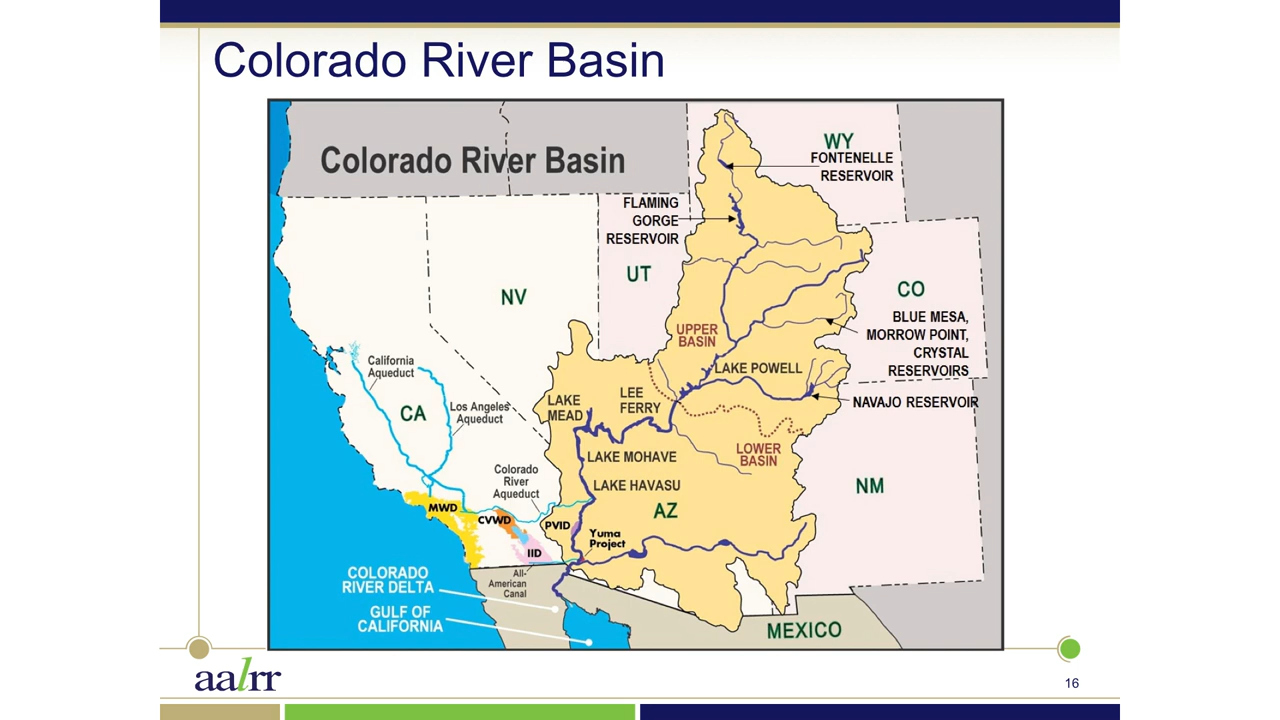 Colorado River Basin
Colorado River Basin
WY
FONTENELLE
RESERVOIR
FLAMING
GORGE
RESERVOIR
UT
NV
CO
BLUE MESA,
MORROW POINT,
CRYSTAL
RESERVOIRS
UPPER
BASIN
California
Aqueduct
LAKE POWELL
LEE
FERRY
LAKE
MEAD
NAVAJO RESERVOIR
CA
Los Angeles
Aqueduct
LOWER
BASIN
LAKE MOHAVE
Colorado
River
Aqueduct
LAKE HAVASU
NM
AZ
MWD
CVWD
PVID
Yuma
Project
IID
All-
American
Canal
COLORADO
RIVER DELTA
GULF OF
CALIFORNIA
MEXICO
aalrr
16